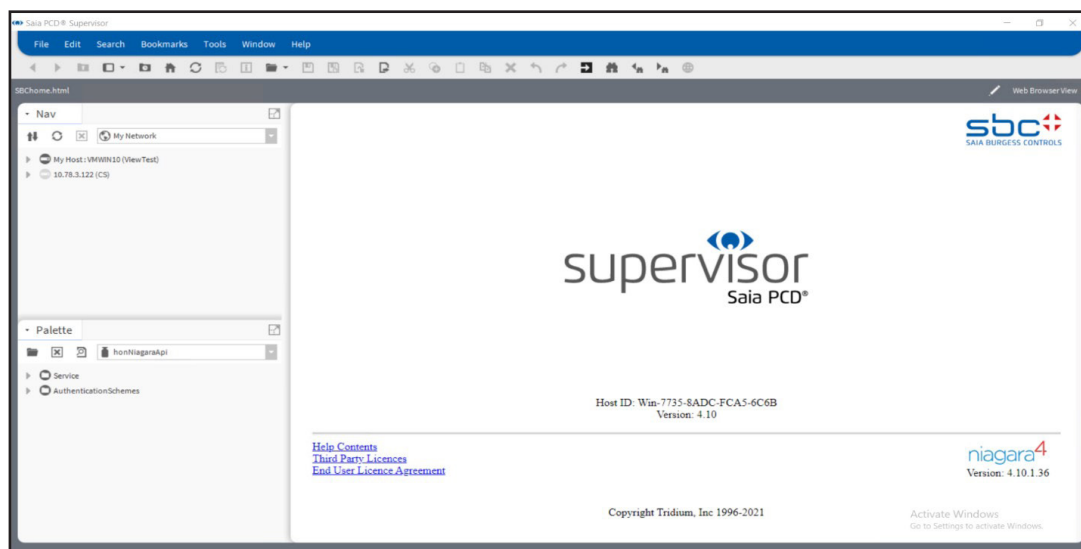 Saia PCD® Supervisor
File Edit Search Bookmarks Tools Window Help
SBChome.html
Web Browser View
Nav
My Network
My Host : VMWIN10 (ViewTest)
10.78.3.122 (CS)
Palette
honNiagaraApi
Service
AuthenticationSchemes
sbc
SAIA BURGESS CONTROLS
supervisor
Saia PCD®
Host ID: Win-7735-8ADC-FCA5-6C6B
Version: 4.10
Help Contents
Third Party Licences
End User Licence Agreement
niagara4
Version: 4.10.1.36
Copyright Tridium, Inc 1996-2021
Activate Windows
Go to Settings to activate Windows.